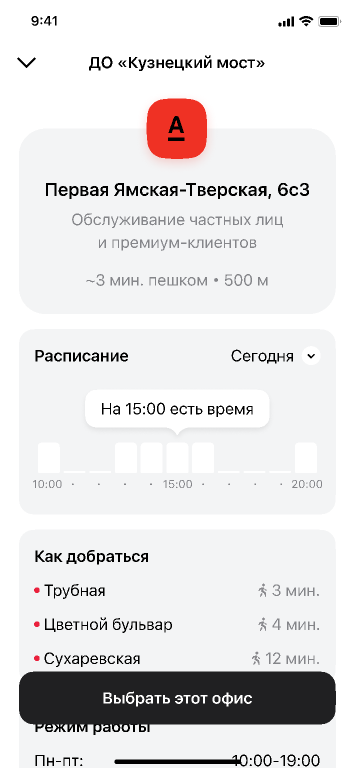 9:41
ДО «Кузнецкий мост»
А
Первая Ямская-Тверская, 6с3
Обслуживание частных лиц
и премиум-клиентов
~3 мин. пешком • 500 м
Расписание Сегодня
На 15:00 есть время
10:00 · · · · 15:00 · · · · 20:00
Как добраться
Трубная 3 мин.
Цветной бульвар 4 мин.
Сухаревская 12 мин.
Выбрать этот офис
Режим работы
Пн-пт: 10:00-19:00